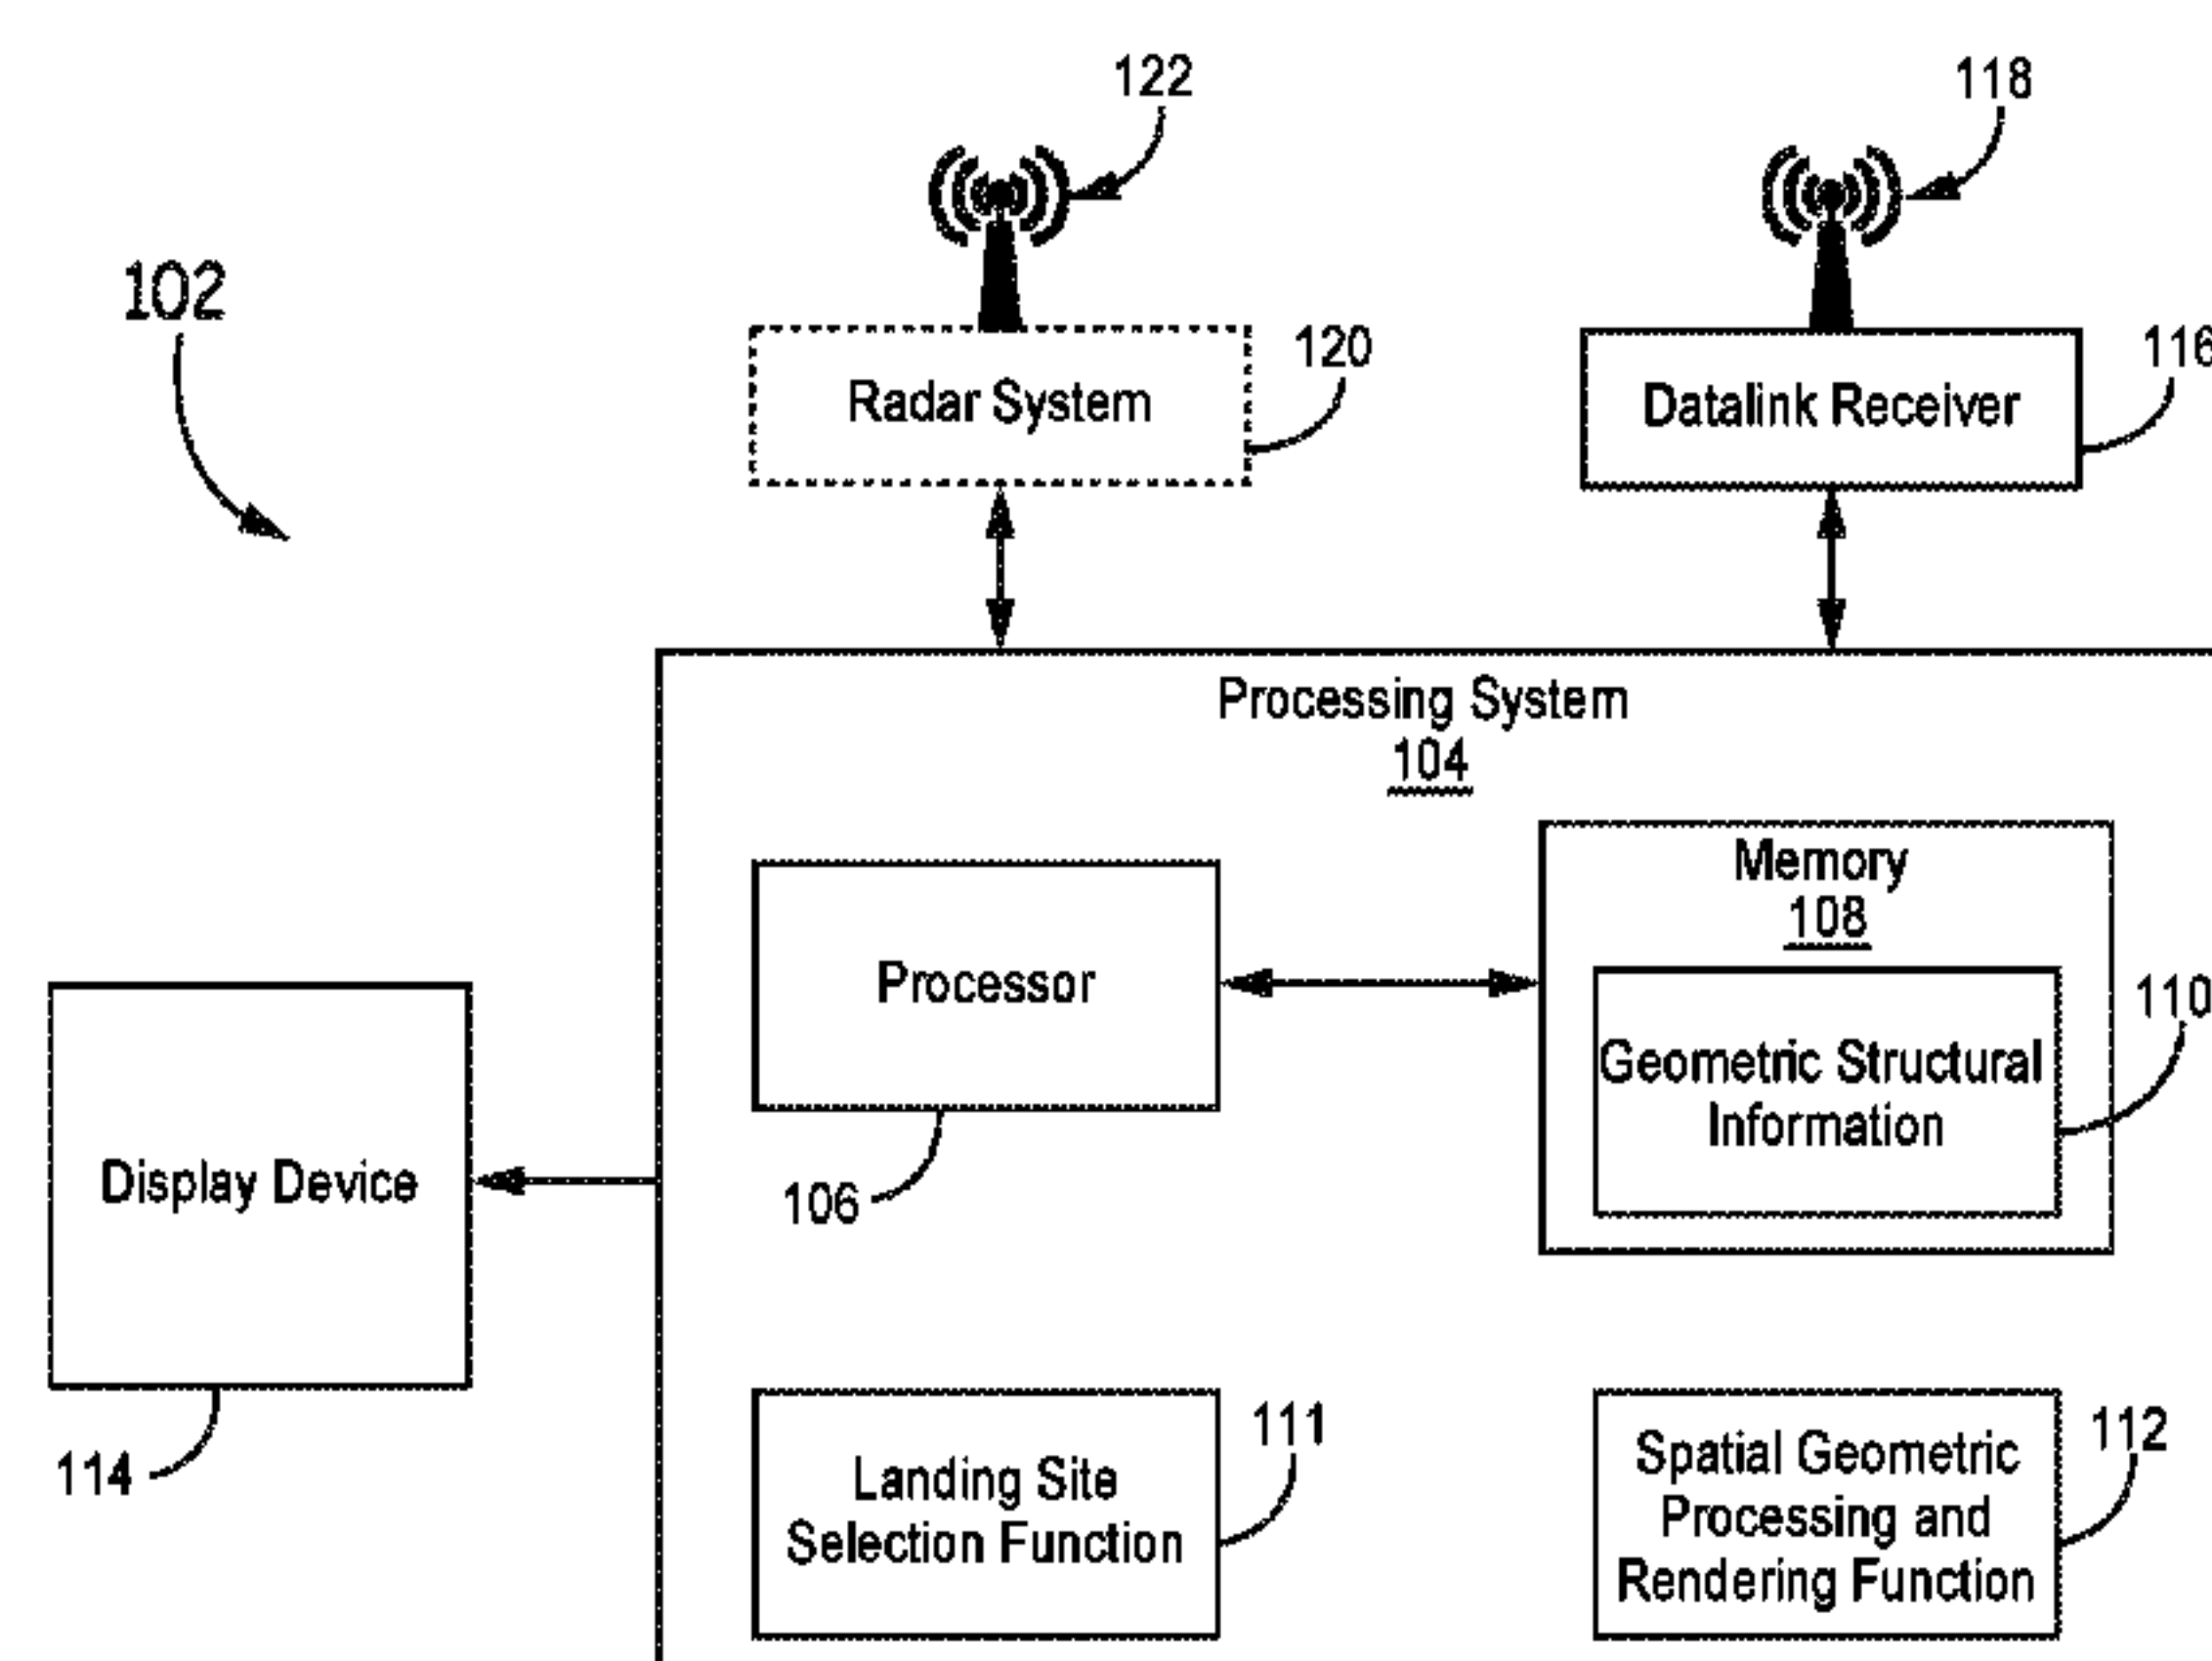 122
118
102
120
116
Radar System
Datalink Receiver
Processing System
104
Memory
108
Processor
110
Geometric Structural
Information
Display Device
106
114
111
112
Landing Site
Selection Function
Spatial Geometric
Processing and
Rendering Function